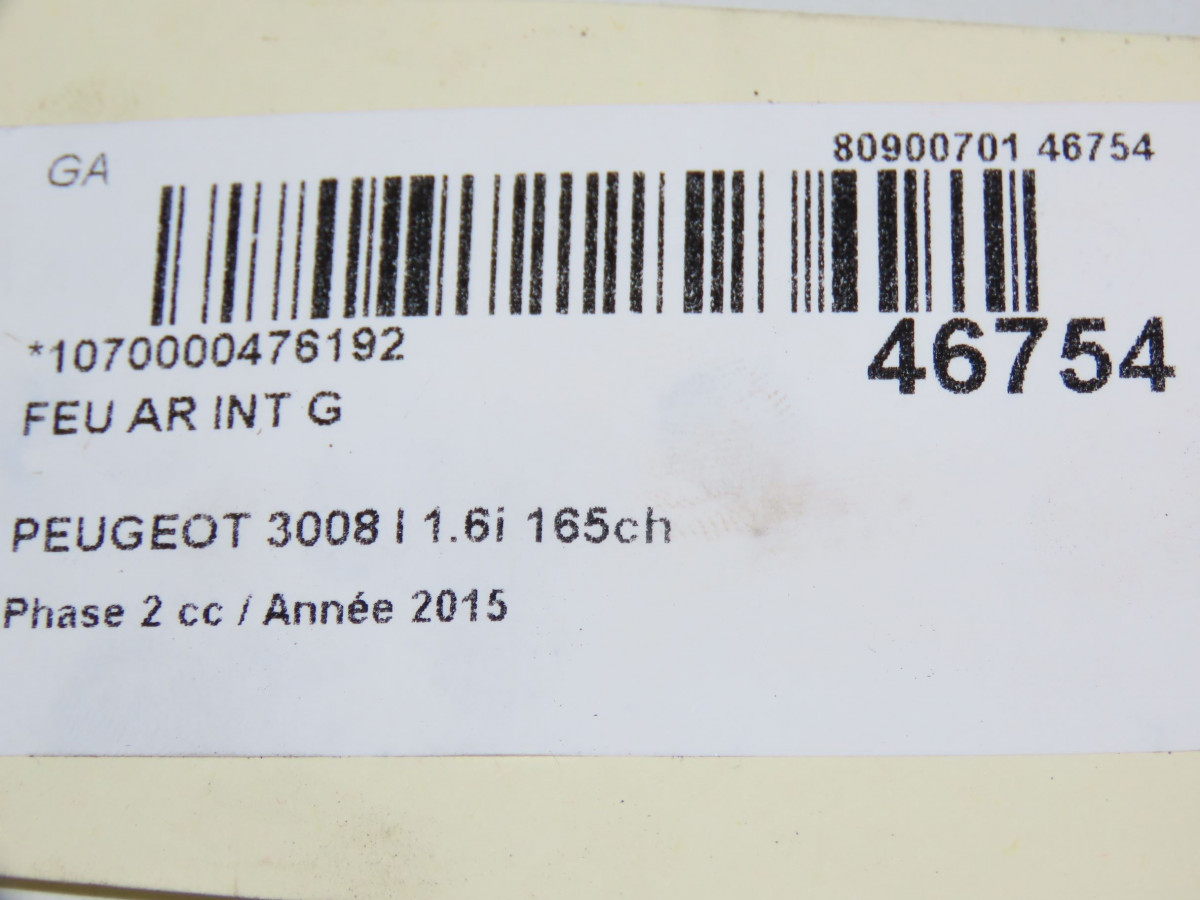 GA
80900701 46754
*1070000476192
46754
FEU AR INT G
PEUGEOT 3008 I 1.6i 165ch
Phase 2 cc / Année 2015